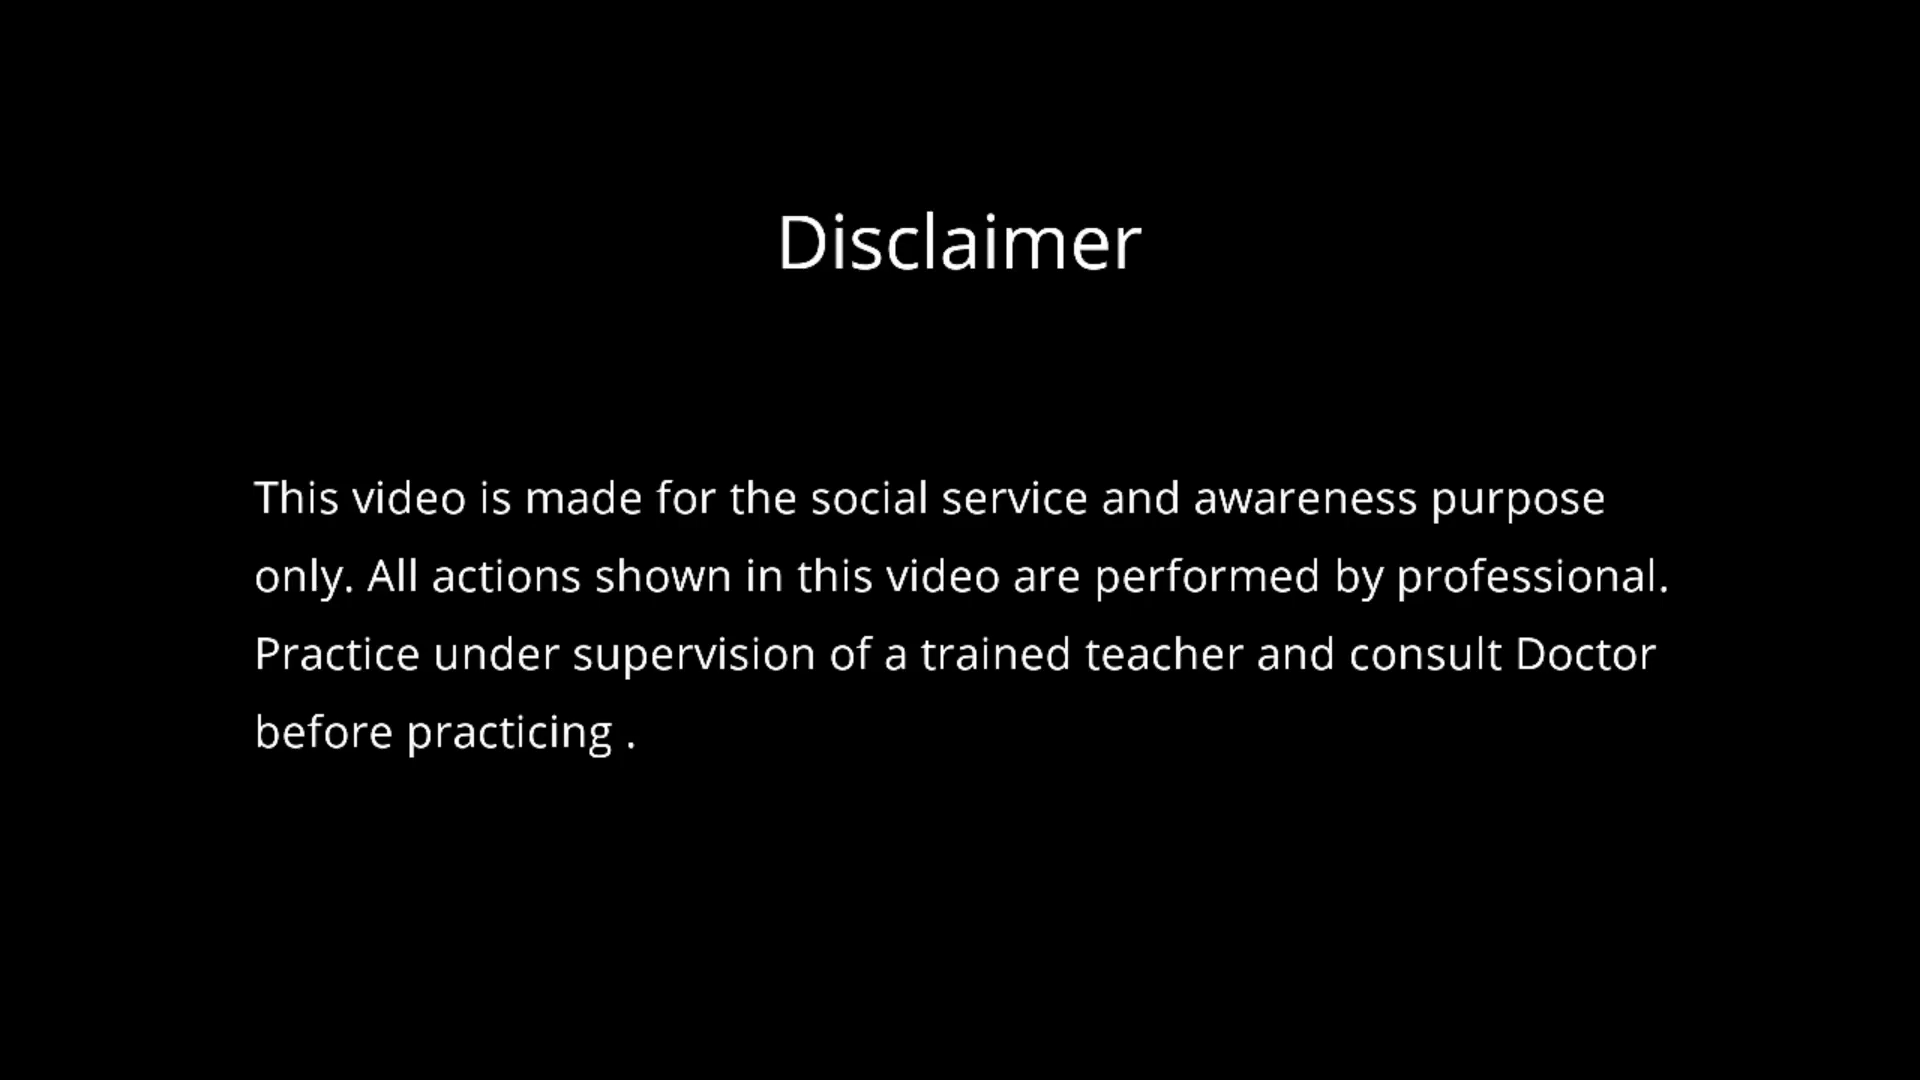 Disclaimer
This video is made for the social service and awareness purpose
only. All actions shown in this video are performed by professional.
Practice under supervision of a trained teacher and consult Doctor
before practicing .